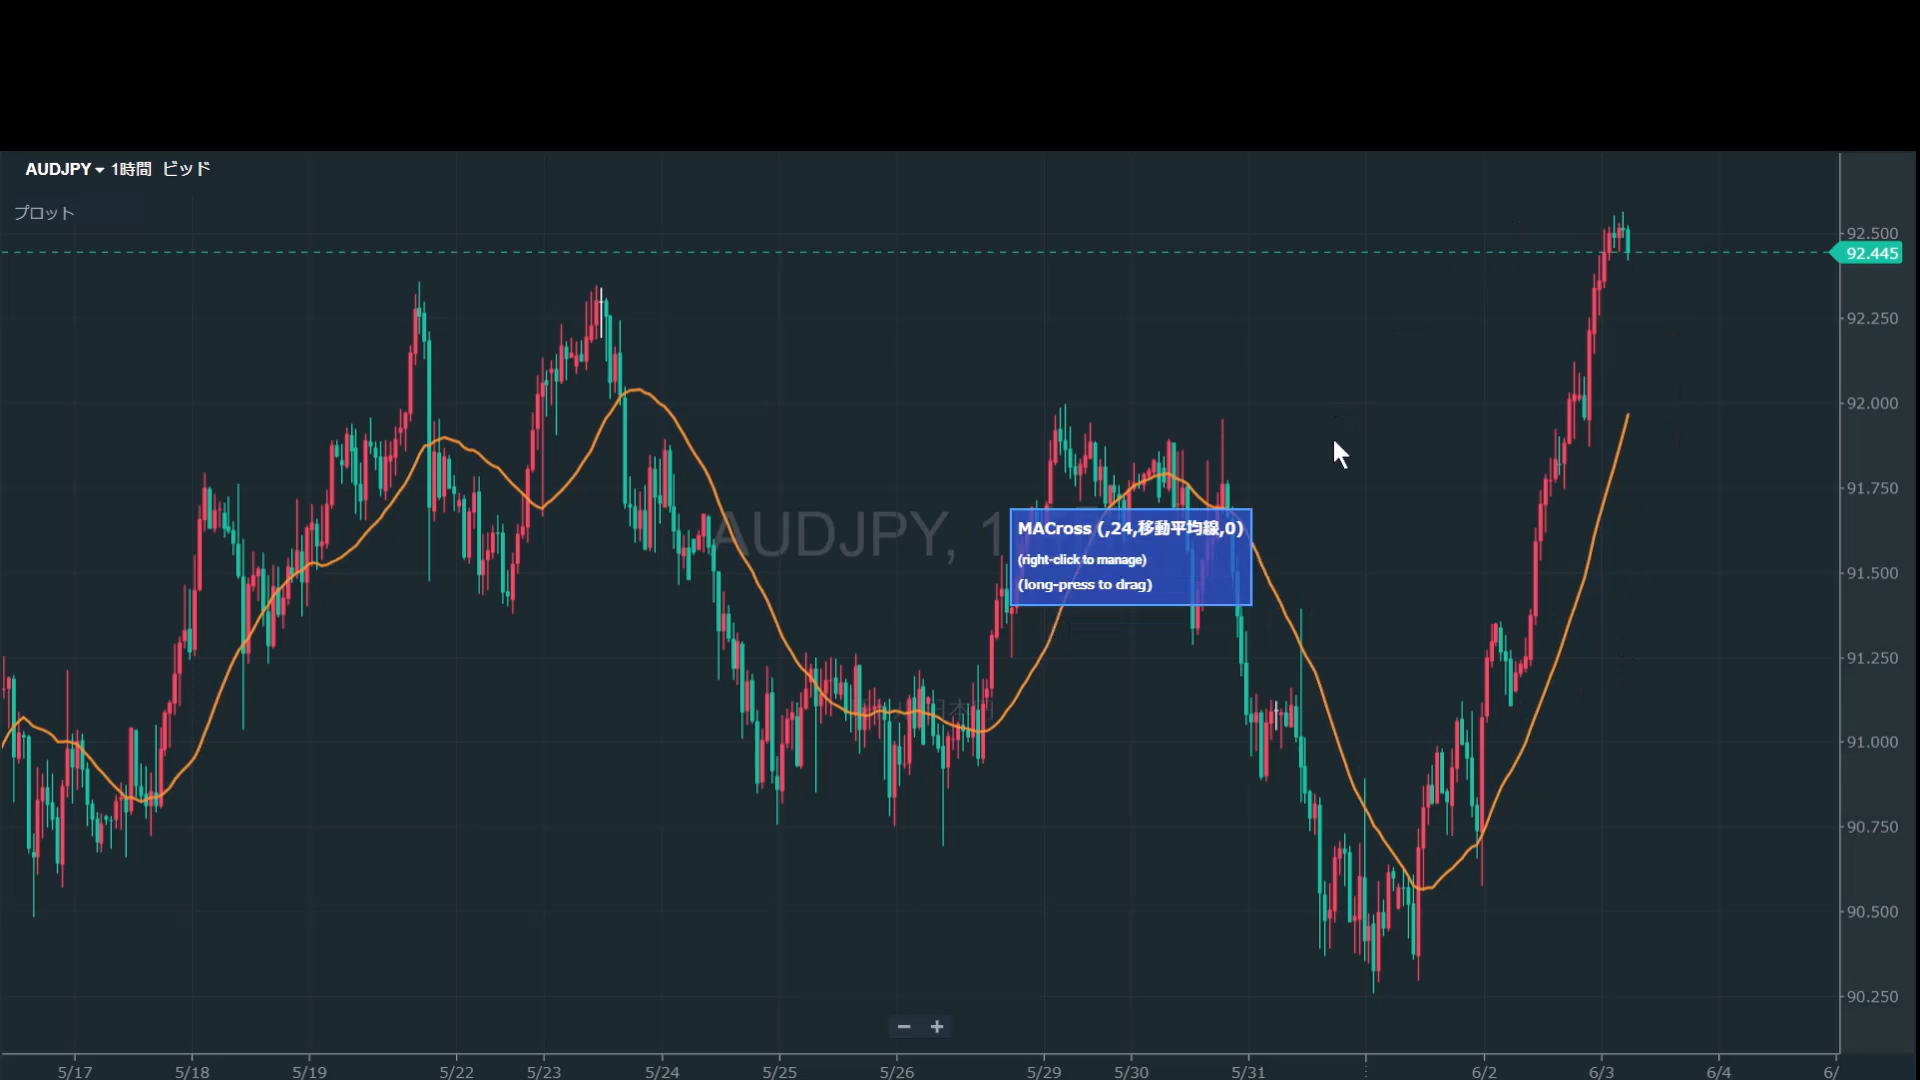 AUDJPY 1時間 ビッド
プロット
92.500
92.445
92.250
92.000
91.750
AUDJPY, 1
MACross (,24,移動平均線,0)
(right-click to manage)
(long-press to drag)
91.500
91.250
91.000
90.750
90.500
90.250
− +
5/17 5/18 5/19 5/22 5/23 5/24 5/25 5/26 5/29 5/30 5/31 6/2 6/3 6/4 6/